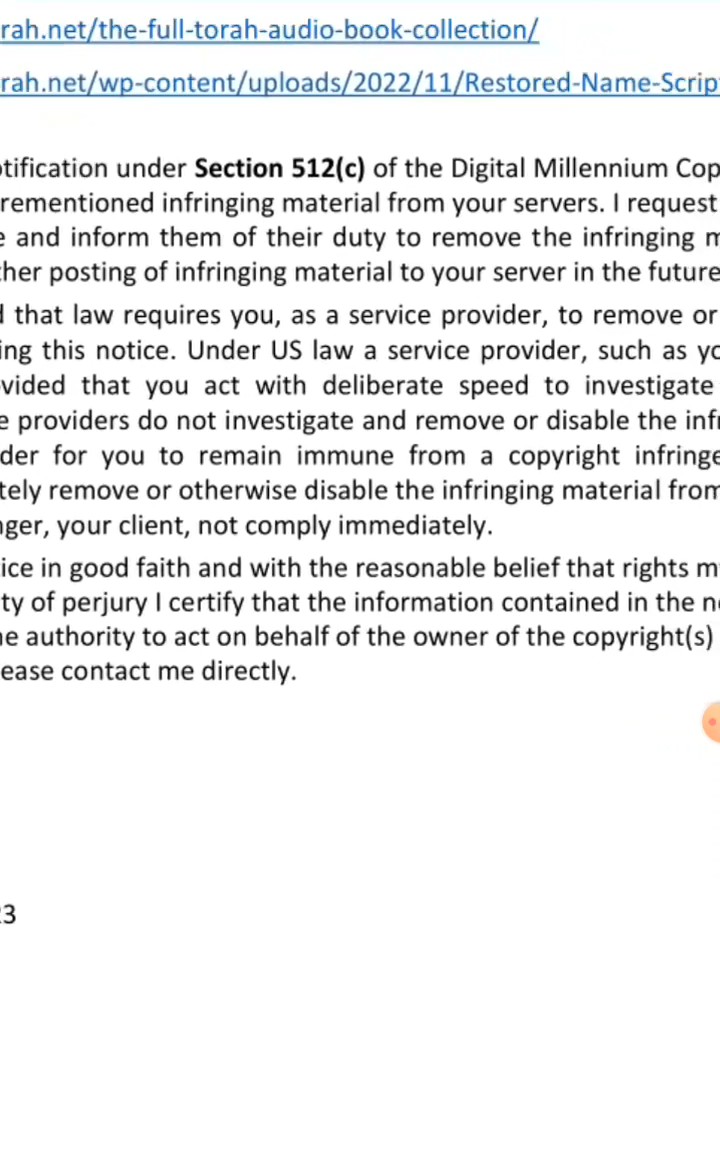 rah.net/the-full-torah-audio-book-collection/
rah.net/wp-content/uploads/2022/11/Restored-Name-Scrip
tification under Section 512(c) of the Digital Millennium Cop
rementioned infringing material from your servers. I request
e and inform them of their duty to remove the infringing m
ther posting of infringing material to your server in the future
d that law requires you, as a service provider, to remove or
ing this notice. Under US law a service provider, such as yo
vided that you act with deliberate speed to investigate
e providers do not investigate and remove or disable the infr
der for you to remain immune from a copyright infringe
tely remove or otherwise disable the infringing material from
nger, your client, not comply immediately.
ice in good faith and with the reasonable belief that rights m
ty of perjury I certify that the information contained in the no
he authority to act on behalf of the owner of the copyright(s)
ease contact me directly.
23